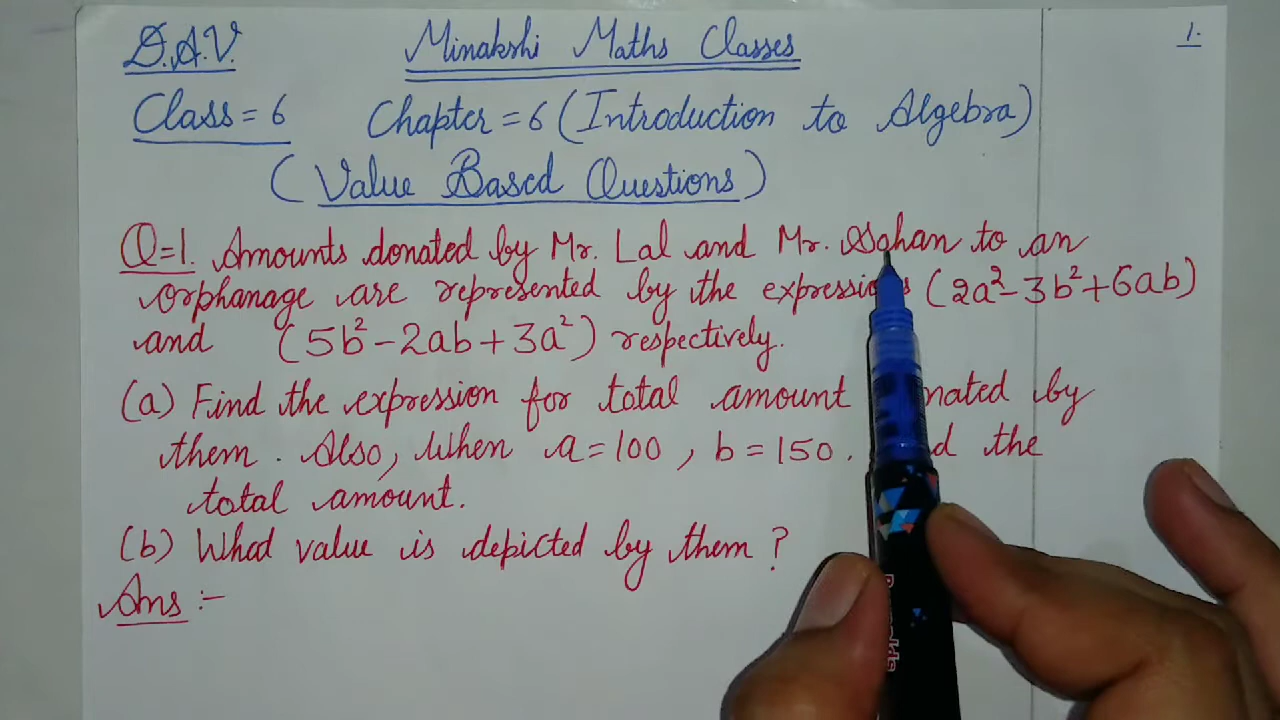 D.A.V. Minakshi Maths Classes 1.
Class = 6 Chapter = 6 (Introduction to Algebra)
(Value Based Questions)
Q=1. Amounts donated by Mr. Lal and Mr. to an
orphanage are represented by the (2a²-3b²+6ab)
and (5b²-2ab+3a²) respectively.
(a) Find the expression for total amount by
them. Also, when a=100, b=150. the
total amount.
(b) What value is depicted by them?
Ans :-